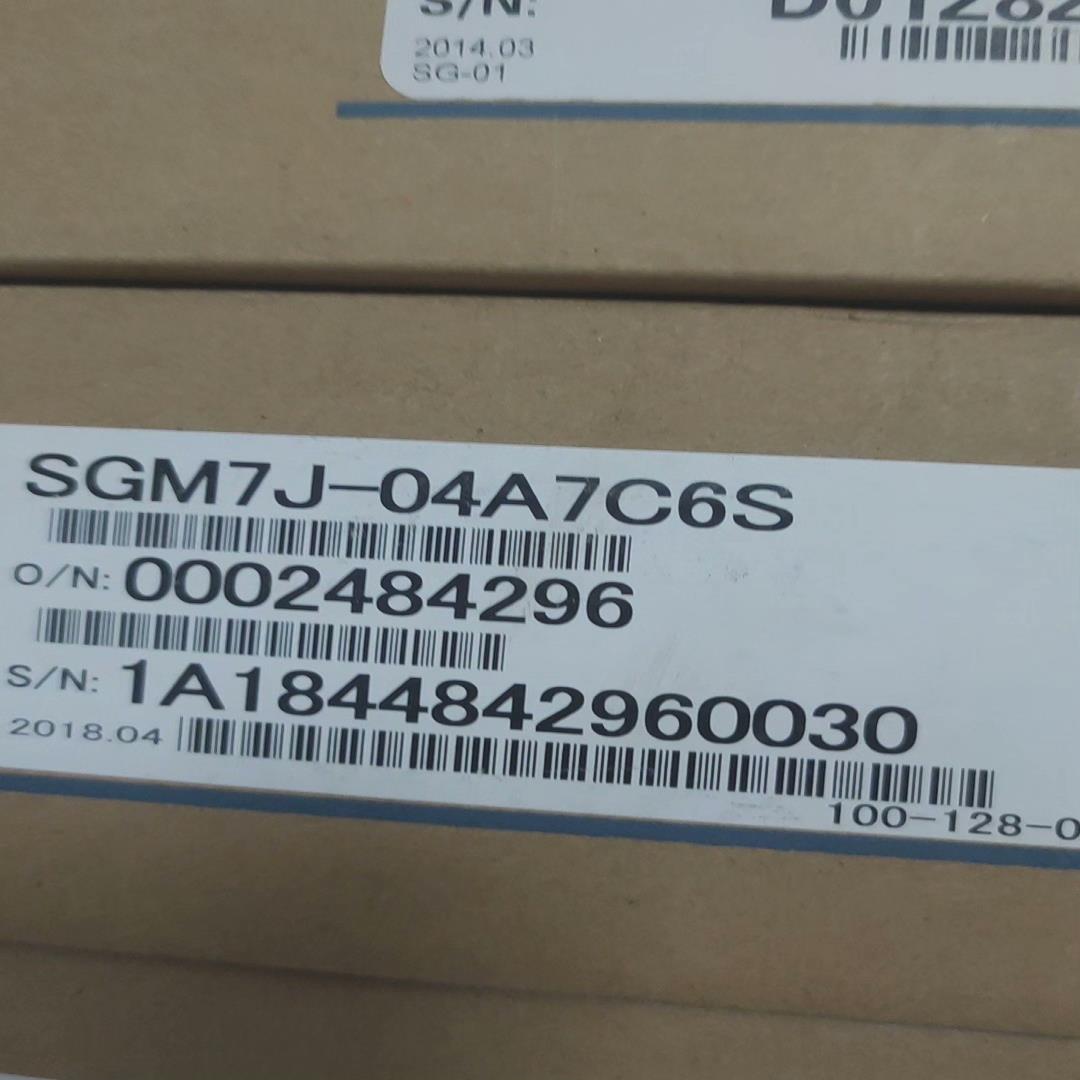 S/N:
2014.03
SG-01
SGM7J-04A7C6S
O/N: 0002484296
S/N: 1A1844842960030
2018.04
100-128-0